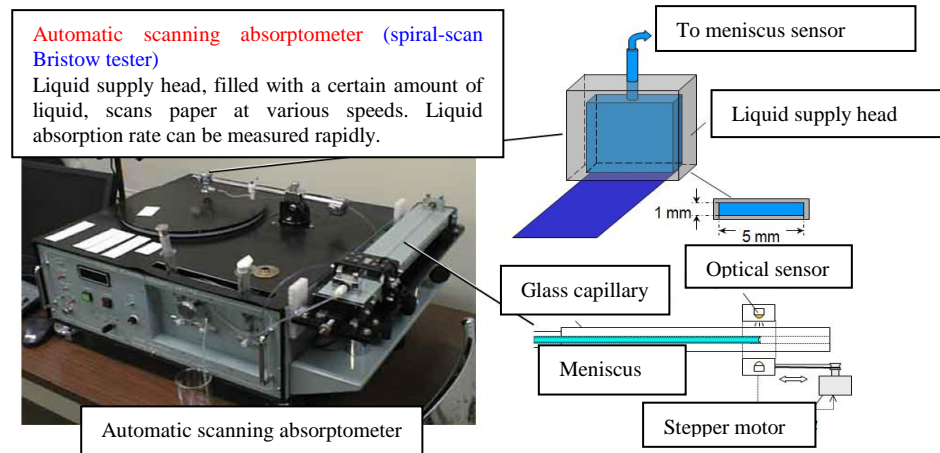 Automatic scanning absorptometer (spiral-scan
Bristow tester)
Liquid supply head, filled with a certain amount of
liquid, scans paper at various speeds. Liquid
absorption rate can be measured rapidly.
To meniscus sensor
Liquid supply head
1 mm
5 mm
Optical sensor
Glass capillary
Meniscus
Stepper motor
Automatic scanning absorptometer